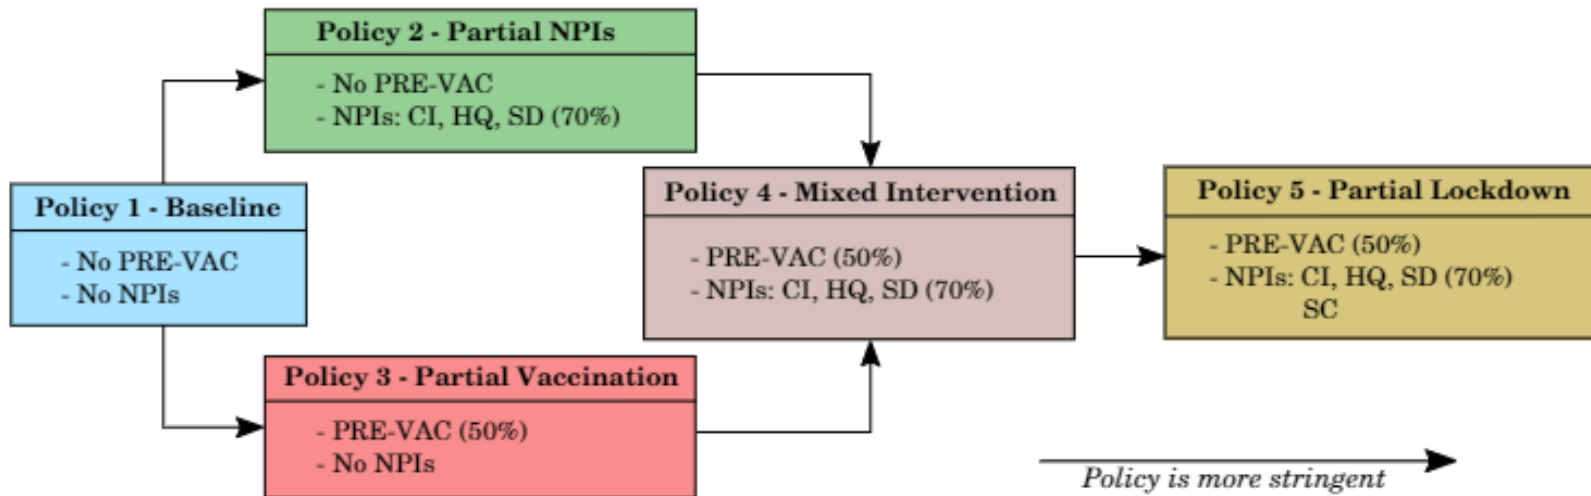 Policy 2 - Partial NPIs
- No PRE-VAC
- NPIs: CI, HQ, SD (70%)
Policy 1 - Baseline
- No PRE-VAC
- No NPIs
Policy 3 - Partial Vaccination
- PRE-VAC (50%)
- No NPIs
Policy 4 - Mixed Intervention
- PRE-VAC (50%)
- NPIs: CI, HQ, SD (70%)
Policy 5 - Partial Lockdown
- PRE-VAC (50%)
- NPIs: CI, HQ, SD (70%)
SC
Policy is more stringent